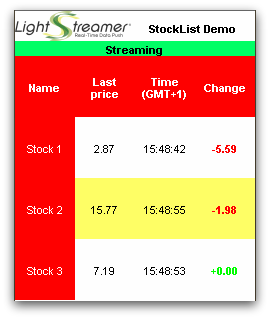 LightStreamer®
Real-Time Data Push
StockList Demo
Streaming
Name Last price Time (GMT+1) Change
Stock 1 2.87 15:48:42 -5.59
Stock 2 15.77 15:48:55 -1.98
Stock 3 7.19 15:48:53 +0.00